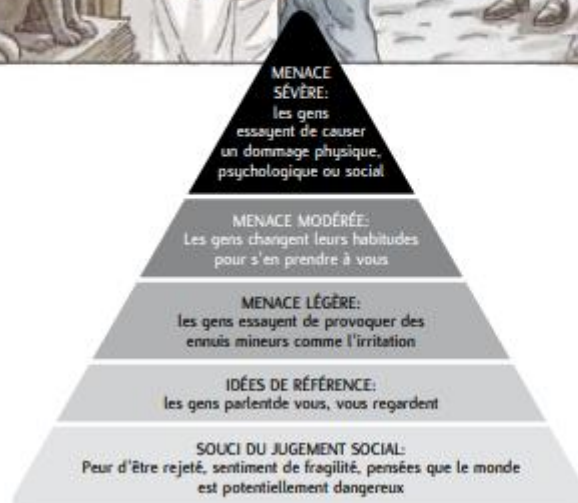 MENACE
SÉVÈRE:
les gens
essayent de causer
un dommage physique,
psychologique ou social
MENACE MODÉRÉE:
Les gens changent leurs habitudes
pour s'en prendre à vous
MENACE LÉGÈRE:
les gens essayent de provoquer des
ennuis mineurs comme l'irritation
IDÉES DE RÉFÉRENCE:
les gens parlentde vous, vous regardent
SOUCI DU JUGEMENT SOCIAL:
Peur d'être rejeté, sentiment de fragilité, pensées que le monde
est potentiellement dangereux